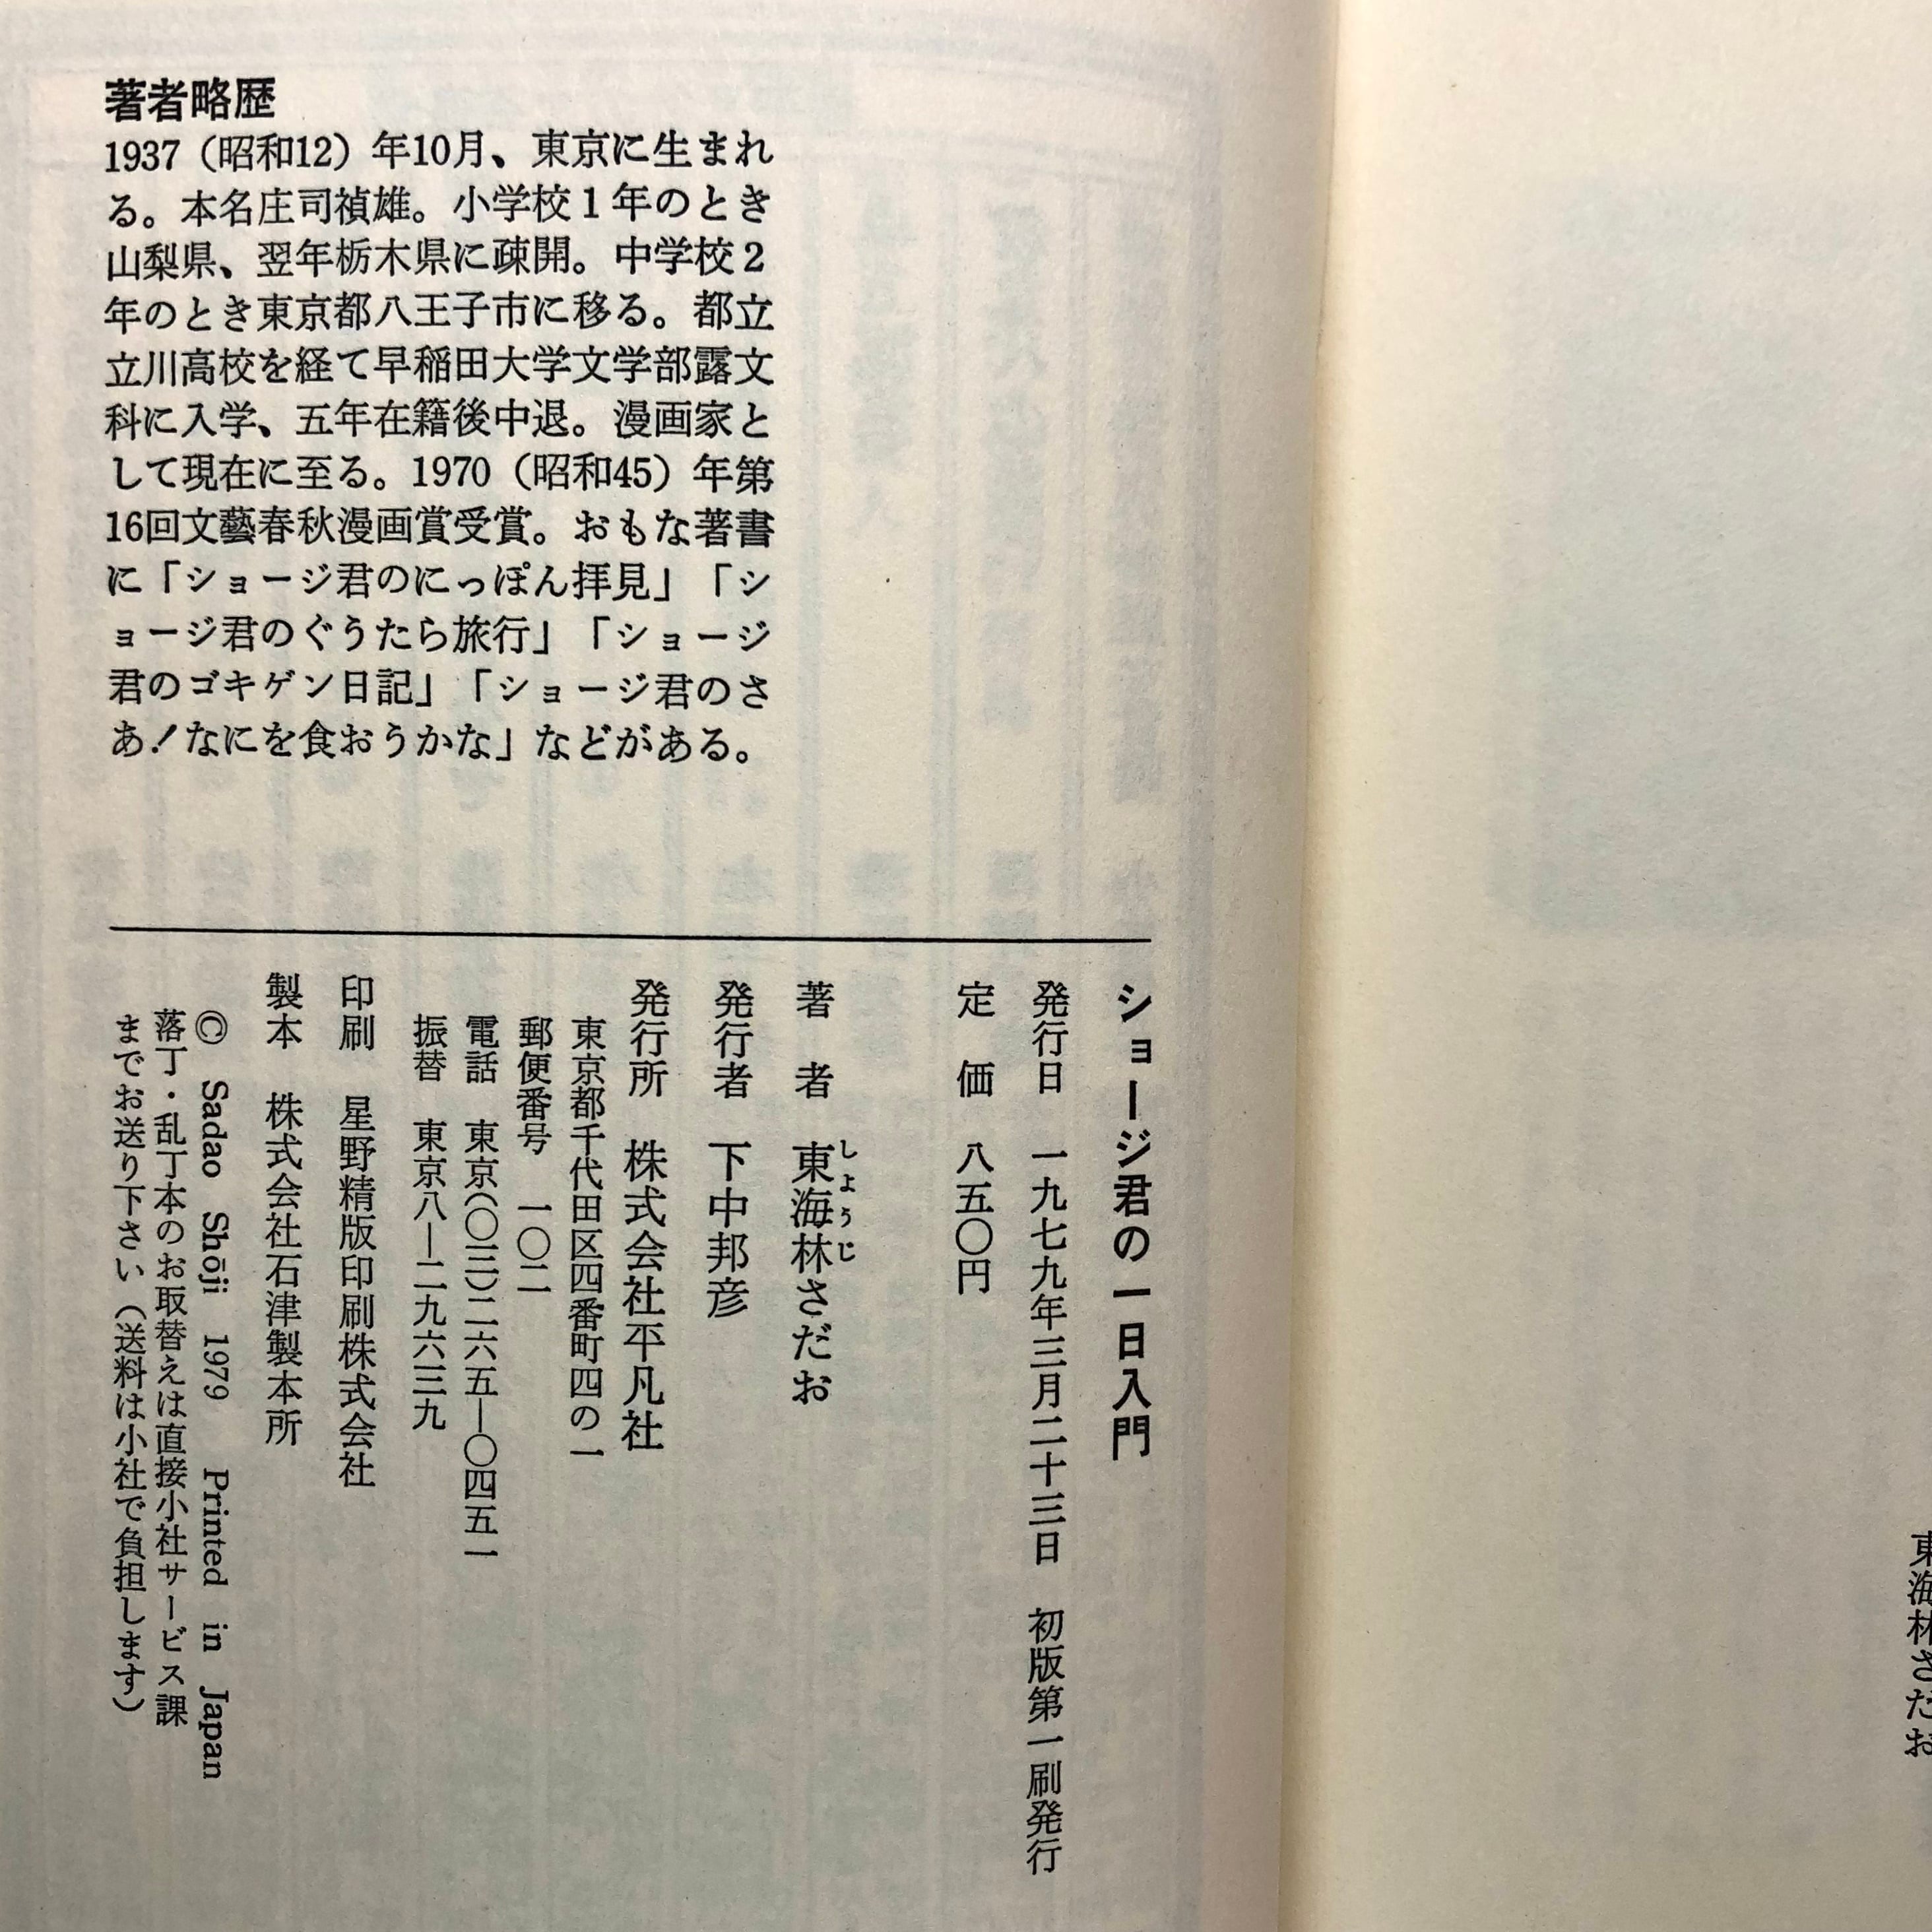 著者略歴
1937（昭和12）年10月、東京に生まれ
る。本名庄司禎雄。小学校1年のとき
山梨県、翌年栃木県に疎開。中学校2
年のとき東京都八王子市に移る。都立
立川高校を経て早稲田大学文学部露文
科に入学、五年在籍後中退。漫画家と
して現在に至る。1970（昭和45）年第
16回文藝春秋漫画賞受賞。おもな著書
に「ショージ君のにっぽん拝見」「シ
ョージ君のぐうたら旅行」「ショージ
君のゴキゲン日記」「ショージ君のさ
あ！なにを食おうかな」などがある。
ショージ君の一日入門
発行日　一九七九年三月二十三日　初版第一刷発行
定　価　八五〇円
著　者　東海林さだお
しょうじ
発行者　下中邦彦
発行所　株式会社平凡社
東京都千代田区四番町四の一
郵便番号　一〇二
電話　東京（〇三）二六五―〇四五一
振替　東京八―二九六三九
印刷　星野精版印刷株式会社
製本　株式会社石津製本所
© Sadao Shōji 1979　Printed in Japan
落丁・乱丁本のお取替えは直接小社サービス課
までお送り下さい（送料は小社で負担します）
東海林さだお